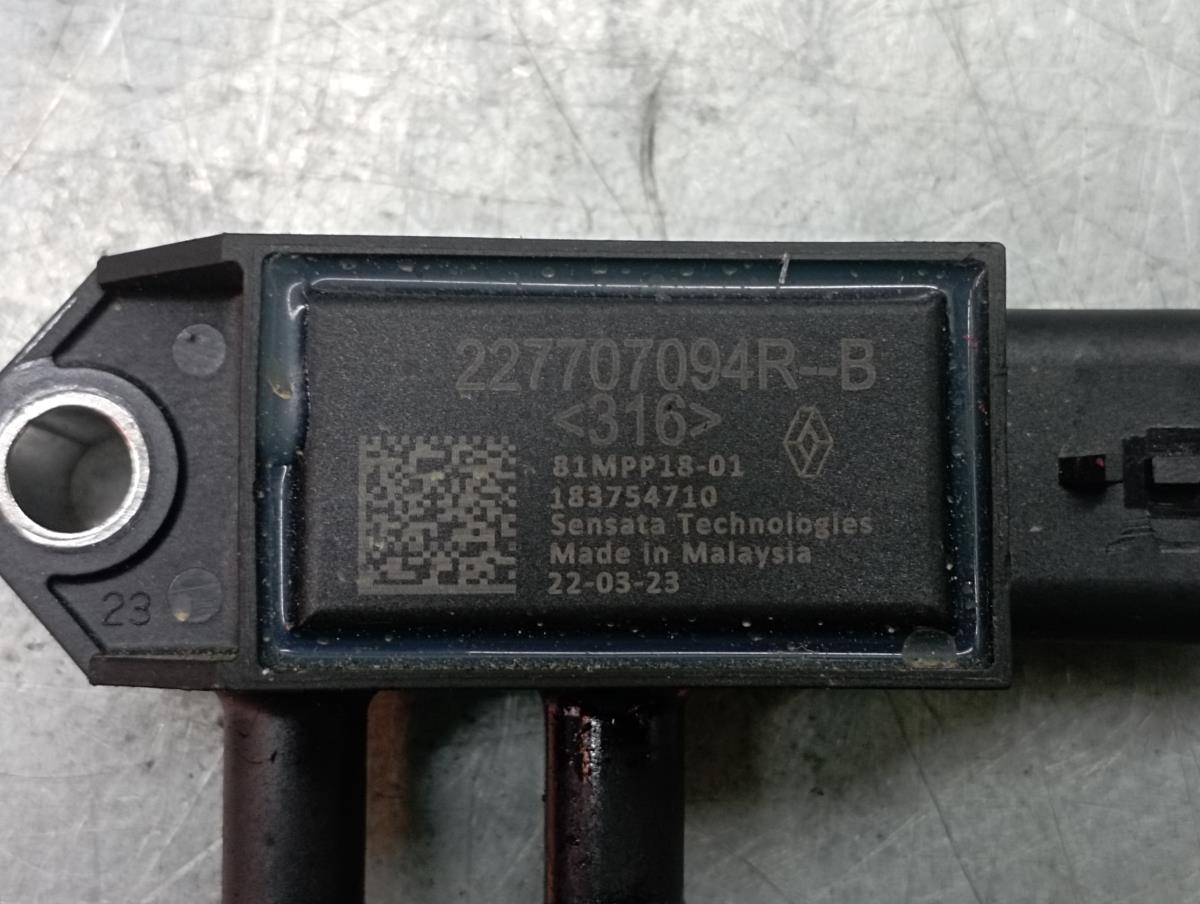 227707094R--B
<316>
81MPP18-01
183754710
Sensata Technologies
Made in Malaysia
22-03-23
23